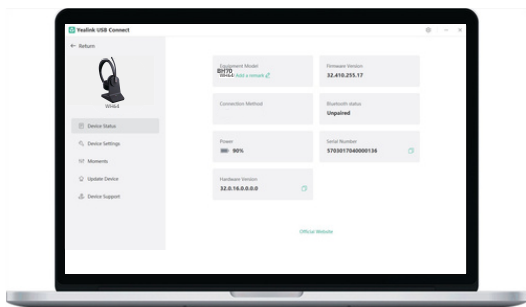 Yealink USB Connect
← Return
WH64
Device Status
Device Settings
Moments
Update Device
Device Support
Equipment Model
BH70
WH64 Add a remark
Firmware Version
32.410.255.17
Connection Method
Bluetooth status
Unpaired
Power
90%
Serial Number
5703017040000136
Hardware Version
32.0.16.0.0.0.0
Official Website